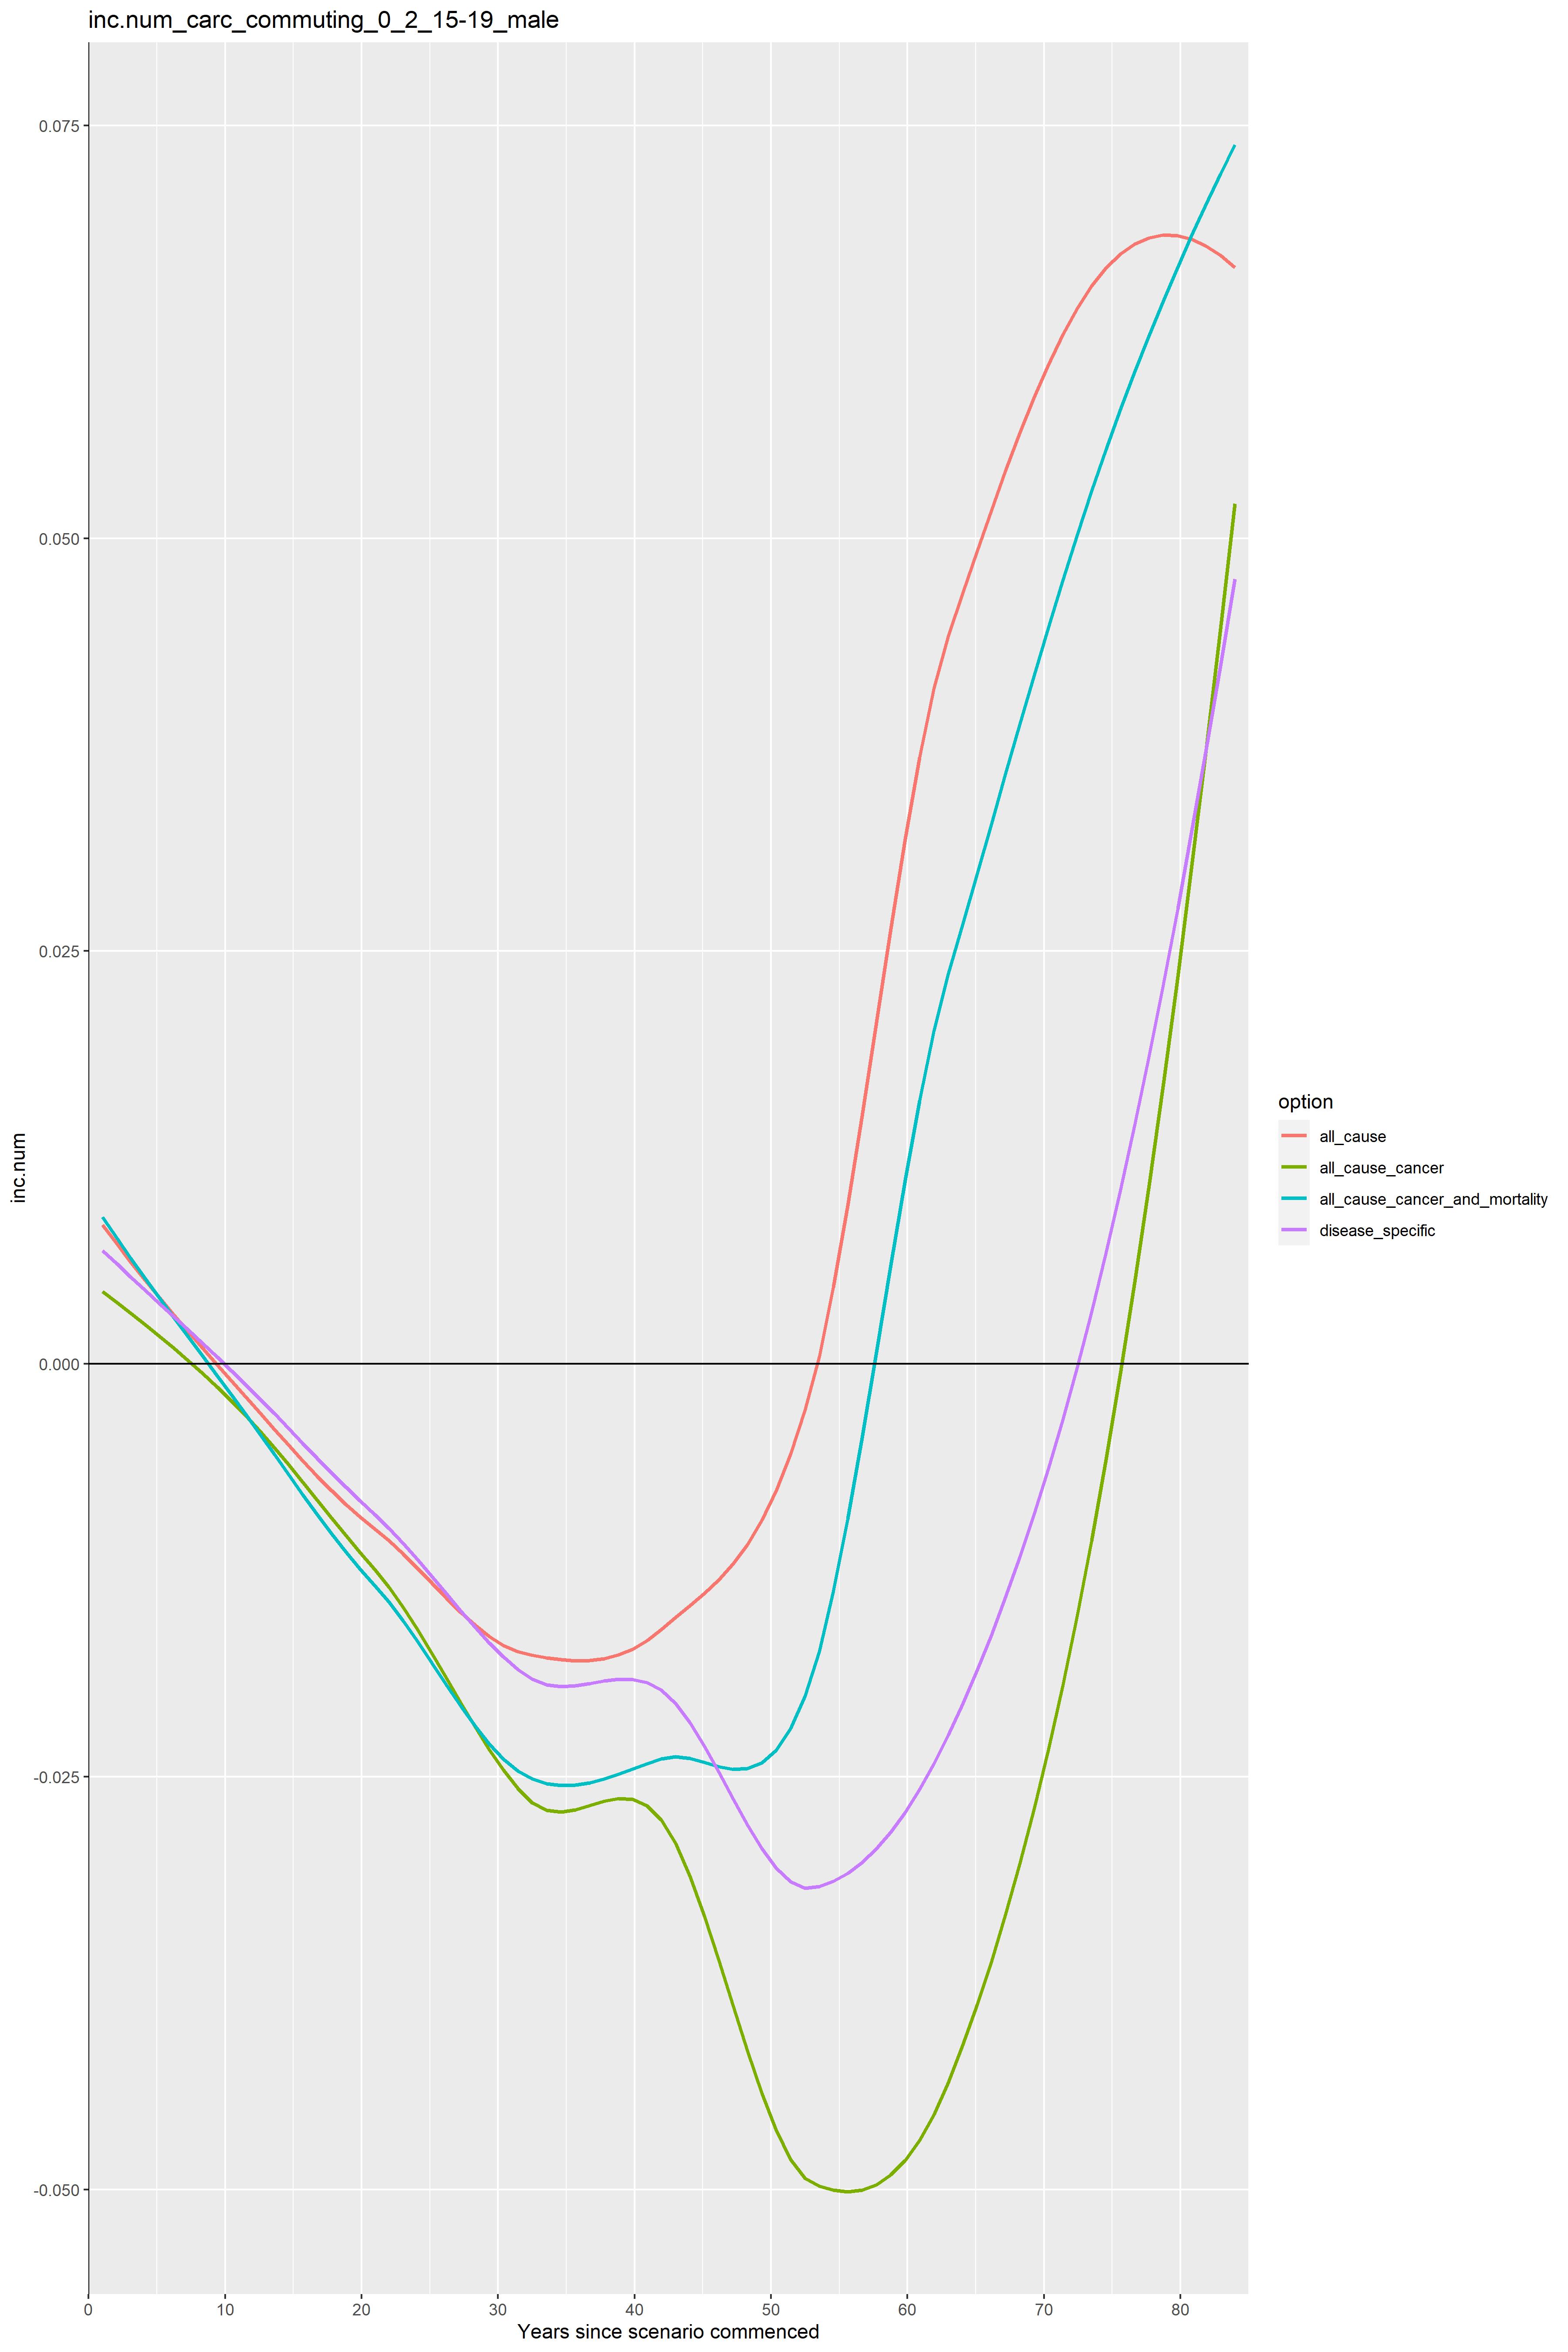 inc.num_carc_commuting_0_2_15-19_male
0.075
0.050
0.025
0.000
-0.025
-0.050
inc.num
0 10 20 30 40 50 60 70 80
Years since scenario commenced
option
all_cause
all_cause_cancer
all_cause_cancer_and_mortality
disease_specific